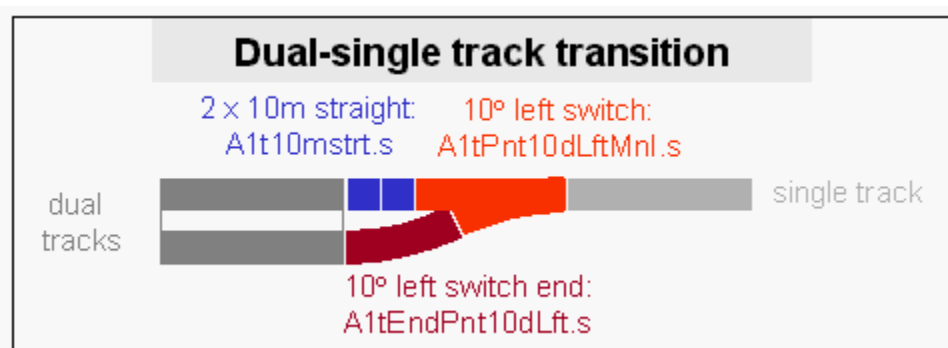 Dual-single track transition
2 x 10m straight:
A1t10mstrt.s
10º left switch:
A1tPnt10dLftMnl.s
dual
tracks
single track
10º left switch end:
A1tEndPnt10dLft.s